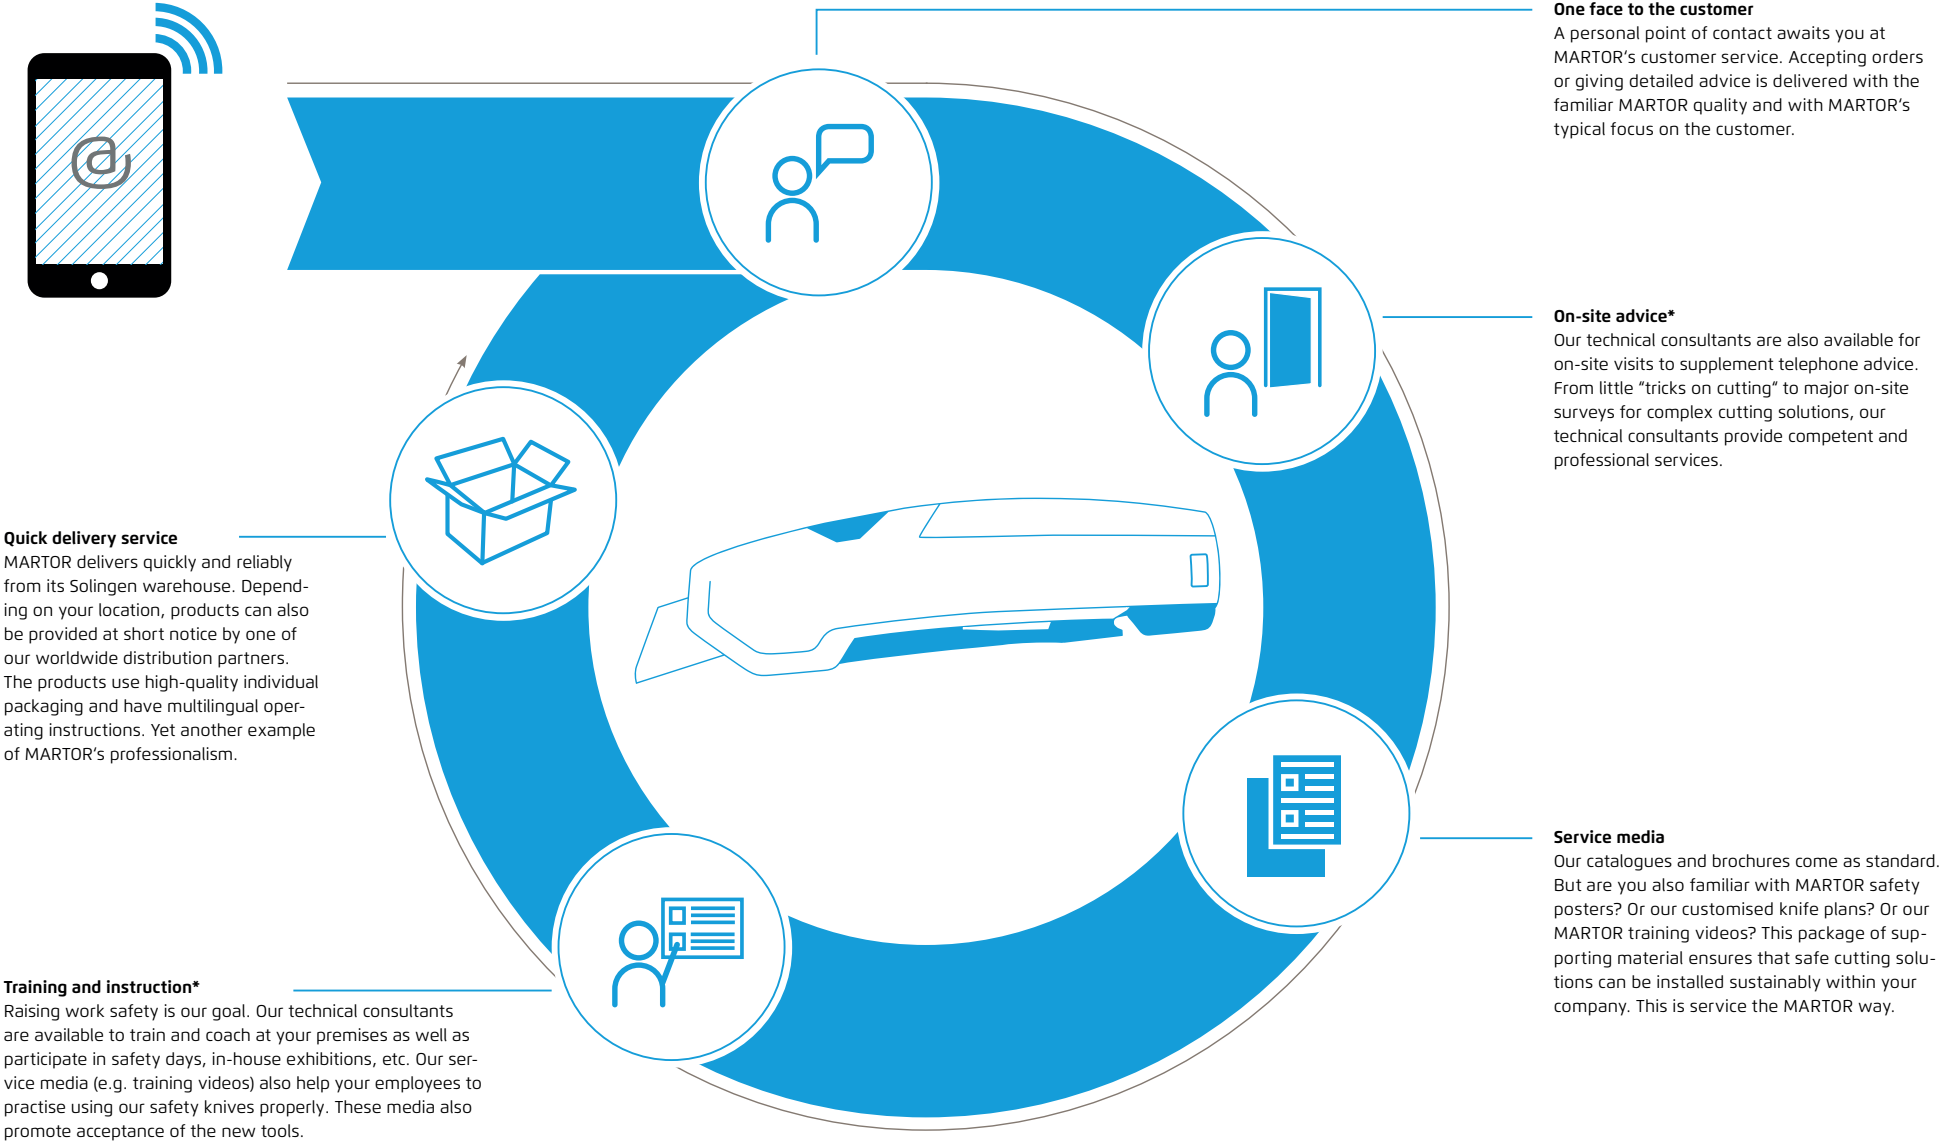 One face to the customer
A personal point of contact awaits you at
MARTOR‘s customer service. Accepting orders
or giving detailed advice is delivered with the
familiar MARTOR quality and with MARTOR’s
typical focus on the customer.
@
On-site advice*
Our technical consultants are also available for
on-site visits to supplement telephone advice.
From little “tricks on cutting“ to major on-site
surveys for complex cutting solutions, our
technical consultants provide competent and
professional services.
Quick delivery service
MARTOR delivers quickly and reliably
from its Solingen warehouse. Depend-
ing on your location, products can also
be provided at short notice by one of
our worldwide distribution partners.
The products use high-quality individual
packaging and have multilingual oper-
ating instructions. Yet another example
of MARTOR‘s professionalism.
Service media
Our catalogues and brochures come as standard.
But are you also familiar with MARTOR safety
posters? Or our customised knife plans? Or our
MARTOR training videos? This package of sup-
porting material ensures that safe cutting solu-
tions can be installed sustainably within your
company. This is service the MARTOR way.
Training and instruction*
Raising work safety is our goal. Our technical consultants
are available to train and coach at your premises as well as
participate in safety days, in-house exhibitions, etc. Our ser-
vice media (e.g. training videos) also help your employees to
practise using our safety knives properly. These media also
promote acceptance of the new tools.